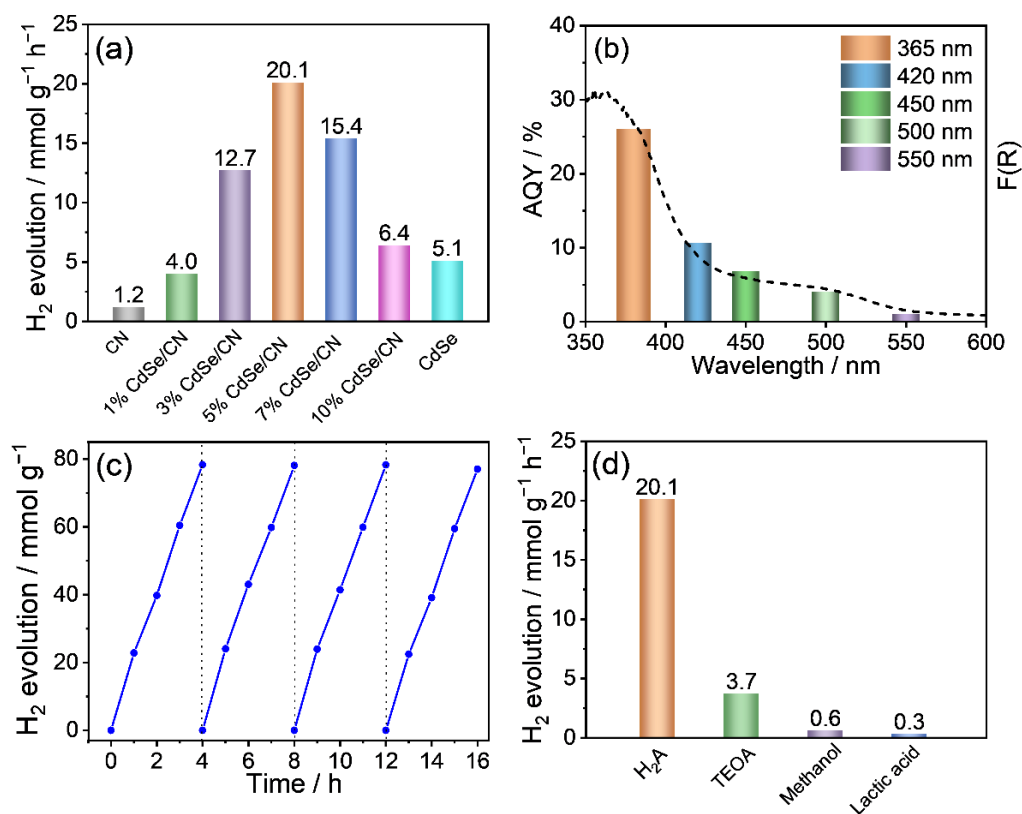 (a)
H₂ evolution / mmol g⁻¹ h⁻¹
25
20
15
10
5
0
1.2
4.0
12.7
20.1
15.4
6.4
5.1
CN
1% CdSe/CN
3% CdSe/CN
5% CdSe/CN
7% CdSe/CN
10% CdSe/CN
CdSe
(b)
AQY / %
40
30
20
10
0
365 nm
420 nm
450 nm
500 nm
550 nm
F(R)
350 400 450 500 550 600
Wavelength / nm
(c)
H₂ evolution / mmol g⁻¹
80
60
40
20
0
0 2 4 6 8 10 12 14 16
Time / h
(d)
H₂ evolution / mmol g⁻¹ h⁻¹
25
20
15
10
5
0
20.1
3.7
0.6
0.3
H₂A
TEOA
Methanol
Lactic acid